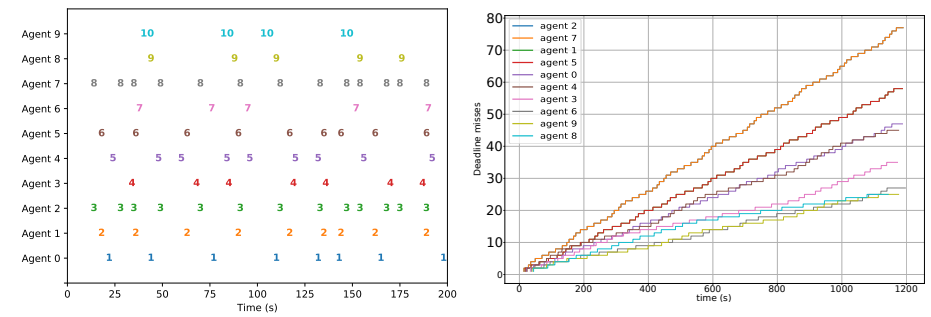 Agent 9 10 10 10 10
Agent 8 9 9 9 9 9
Agent 7 8 8 8 8 8 8 8 8 8 8 8 8
Agent 6 7 7 7 7 7
Agent 5 6 6 6 6 6 6 6 6 6
Agent 4 5 5 5 5 5 5 5 5 5
Agent 3 4 4 4 4 4 4 4
Agent 2 3 3 3 3 3 3 3 3 3 3 3 3
Agent 1 2 2 2 2 2 2 2 2 2
Agent 0 1 1 1 1 1 1 1 1
0 25 50 75 100 125 150 175 200
Time (s)
80
70
60
50
40
30
20
10
0
Deadline misses
agent 2
agent 7
agent 1
agent 5
agent 0
agent 4
agent 3
agent 6
agent 9
agent 8
0 200 400 600 800 1000 1200
time (s)